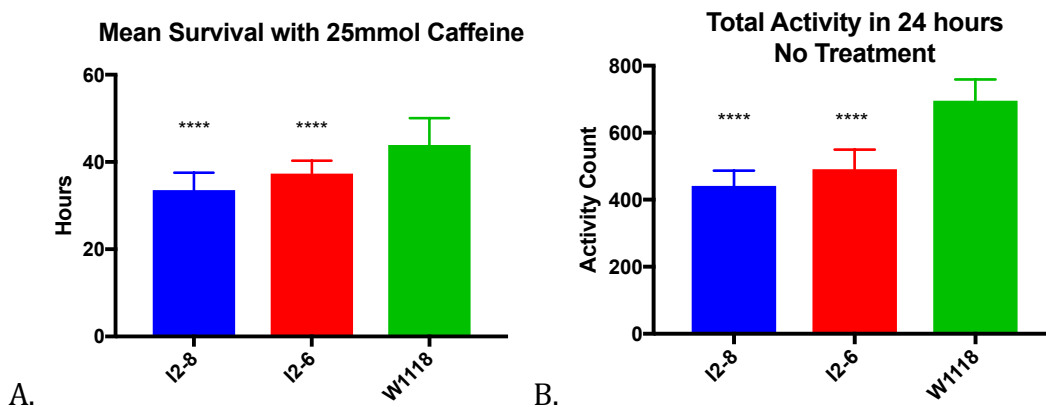 Mean Survival with 25mmol Caffeine
Hours
60
40
20
0
****
****
I2-8
I2-6
W1118
A.
Total Activity in 24 hours
No Treatment
Activity Count
800
600
400
200
0
****
****
I2-8
I2-6
W1118
B.